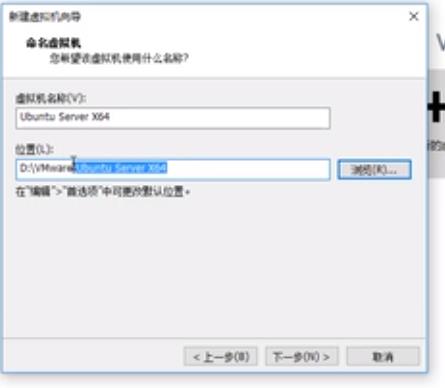 新建虚拟机向导
命名虚拟机
您希望该虚拟机使用什么名称?
虚拟机名称(V):
Ubuntu Server X64
位置(L):
D:\VMware\Ubuntu Server X64
浏览(R)...
在"编辑">"首选项"中可更改默认位置。
< 上一步(B)
下一步(N) >
取消